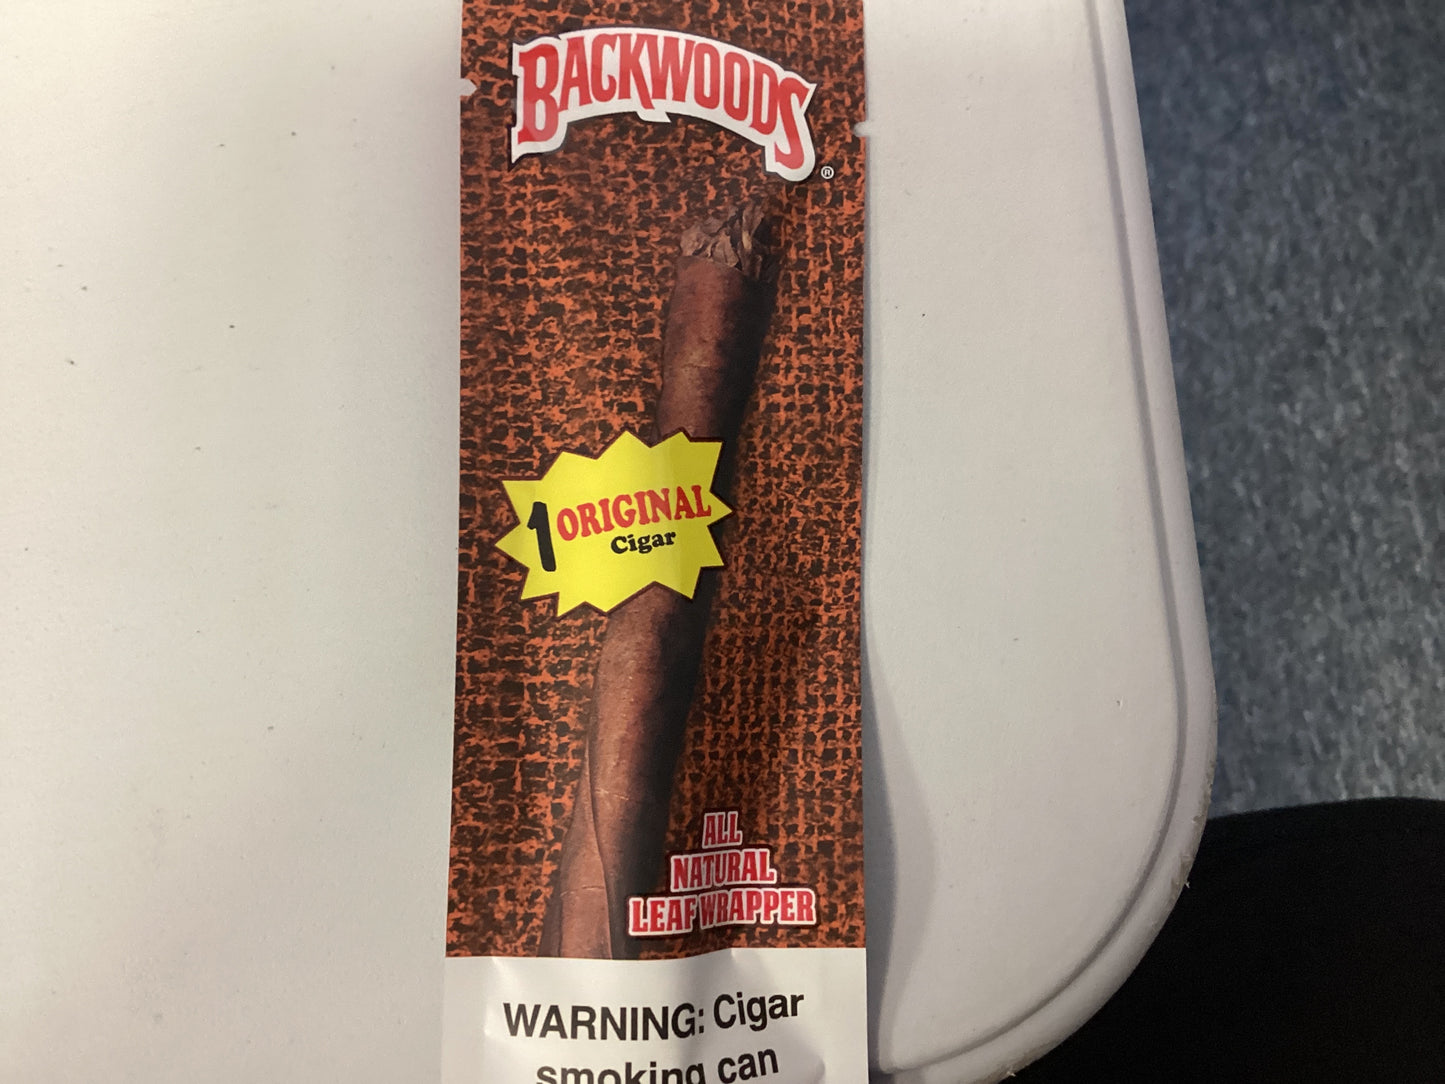 BACKWOODS
®
1 ORIGINAL
Cigar
ALL
NATURAL
LEAF WRAPPER
WARNING: Cigar
smoking can